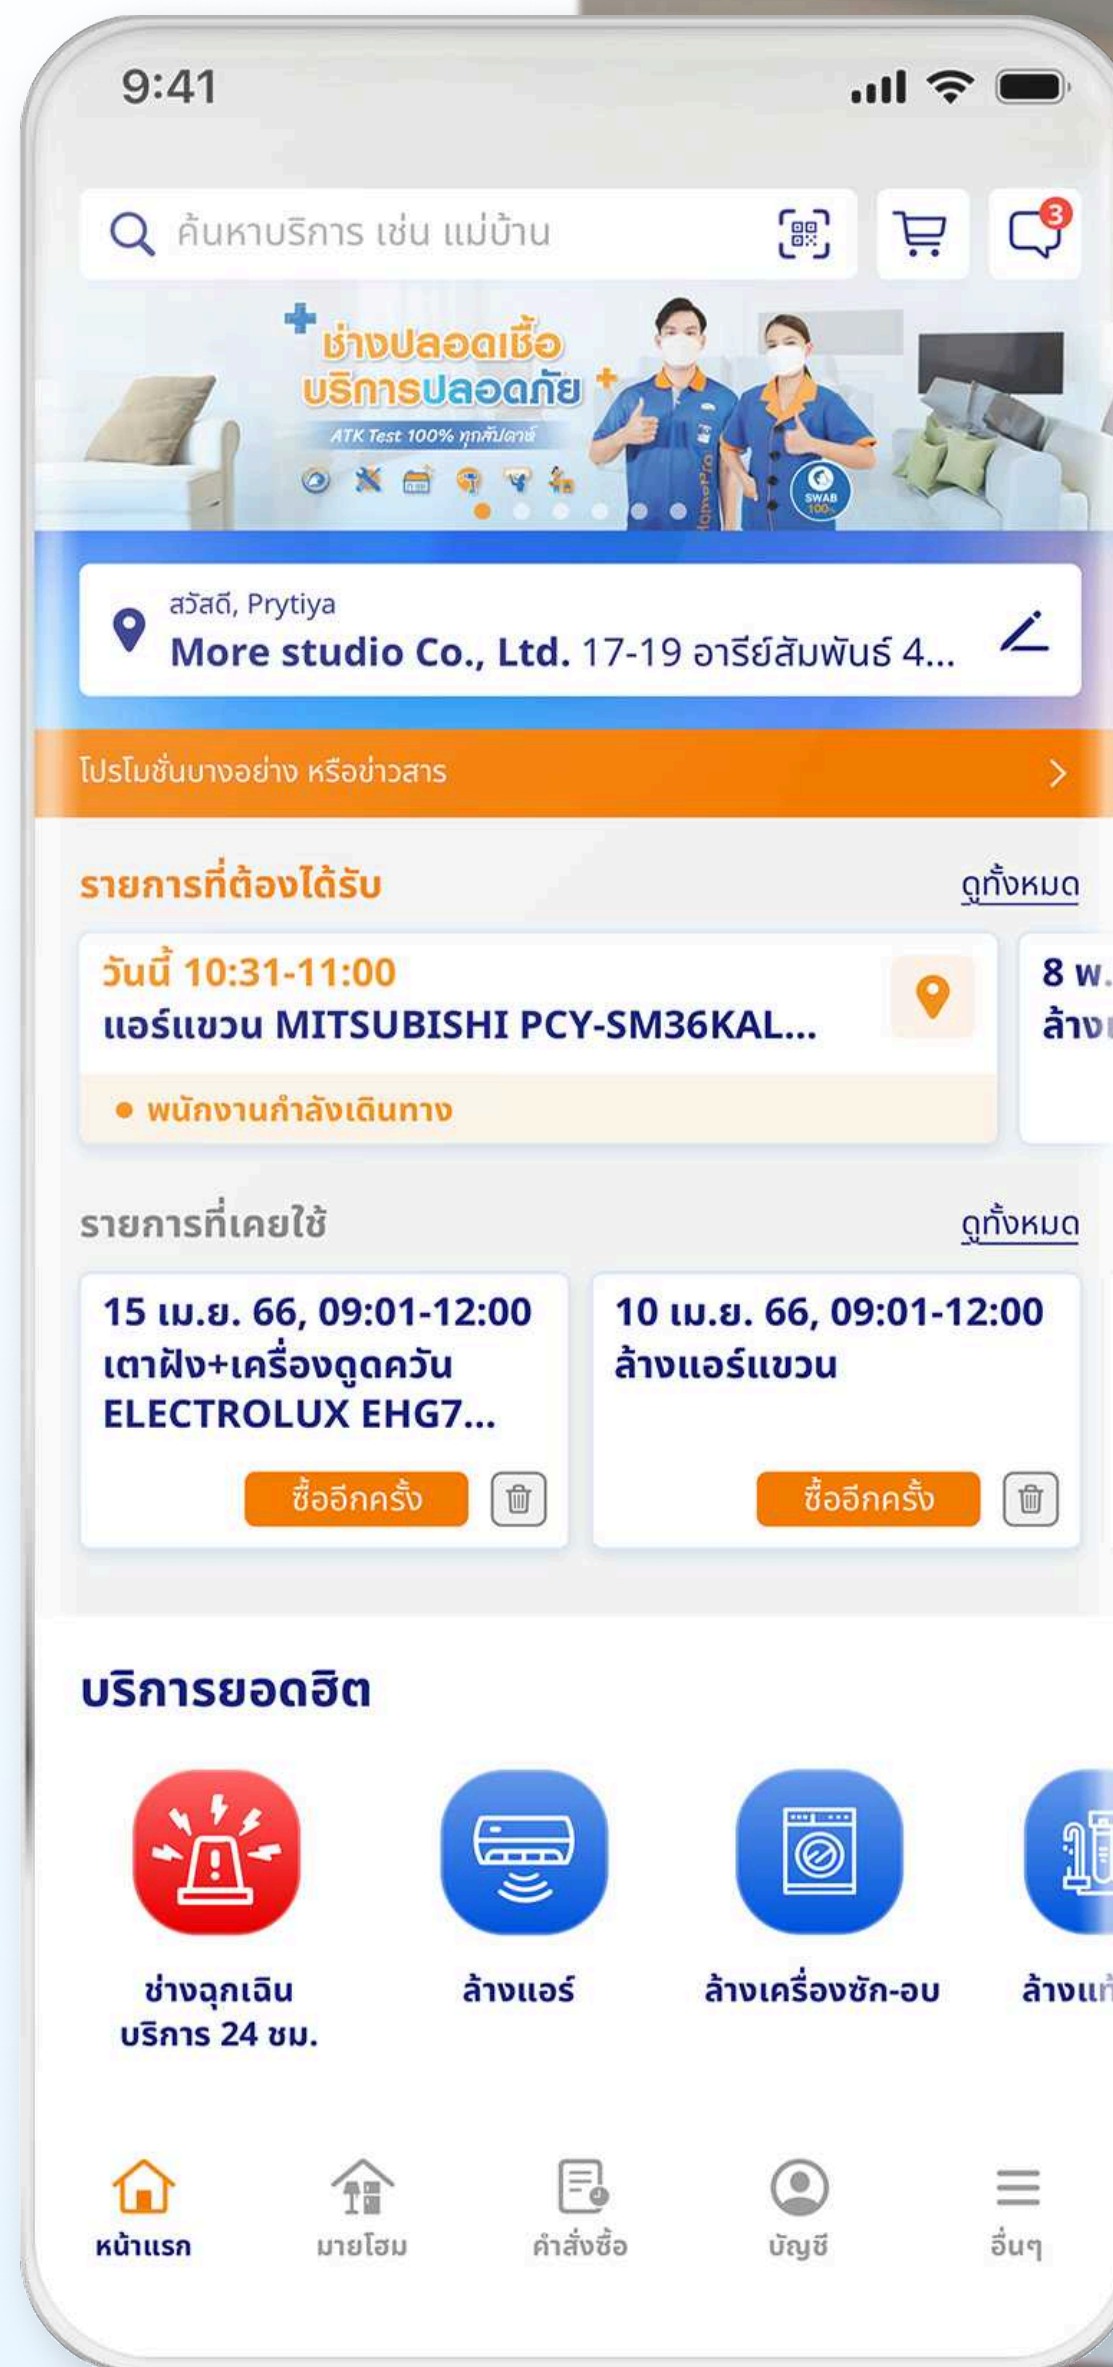 9:41
ค้นหาบริการ เช่น แม่บ้าน
3
ช่างปลอดเชื้อ
บริการปลอดภัย
ATK Test 100% ทุกสัปดาห์
HomePro
SWAB
100%
สวัสดี, Prytiya
More studio Co., Ltd. 17-19 อารีย์สัมพันธ์ 4...
โปรโมชั่นบางอย่าง หรือข่าวสาร
รายการที่ต้องได้รับ
ดูทั้งหมด
วันนี้ 10:31-11:00
แอร์แขวน MITSUBISHI PCY-SM36KAL...
พนักงานกำลังเดินทาง
8 พ.
ล้าง
รายการที่เคยใช้
ดูทั้งหมด
15 เม.ย. 66, 09:01-12:00
เตาฝัง+เครื่องดูดควัน
ELECTROLUX EHG7...
ซื้ออีกครั้ง
10 เม.ย. 66, 09:01-12:00
ล้างแอร์แขวน
ซื้ออีกครั้ง
บริการยอดฮิต
ช่างฉุกเฉิน
บริการ 24 ชม.
ล้างแอร์
ล้างเครื่องซัก-อบ
ล้างแท้
หน้าแรก
มายโฮม
คำสั่งซื้อ
บัญชี
อื่นๆ